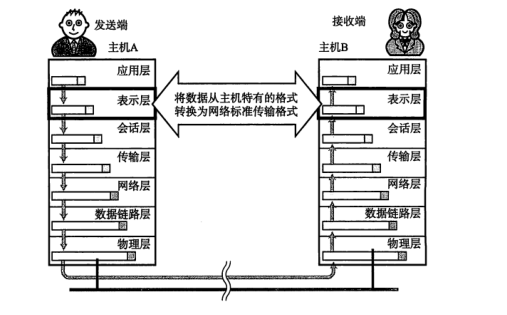 发送端
接收端
主机A
主机B
应用层
表示层
会话层
传输层
网络层
数据链路层
物理层
将数据从主机特有的格式
转换为网络标准传输格式
应用层
表示层
会话层
传输层
网络层
数据链路层
物理层